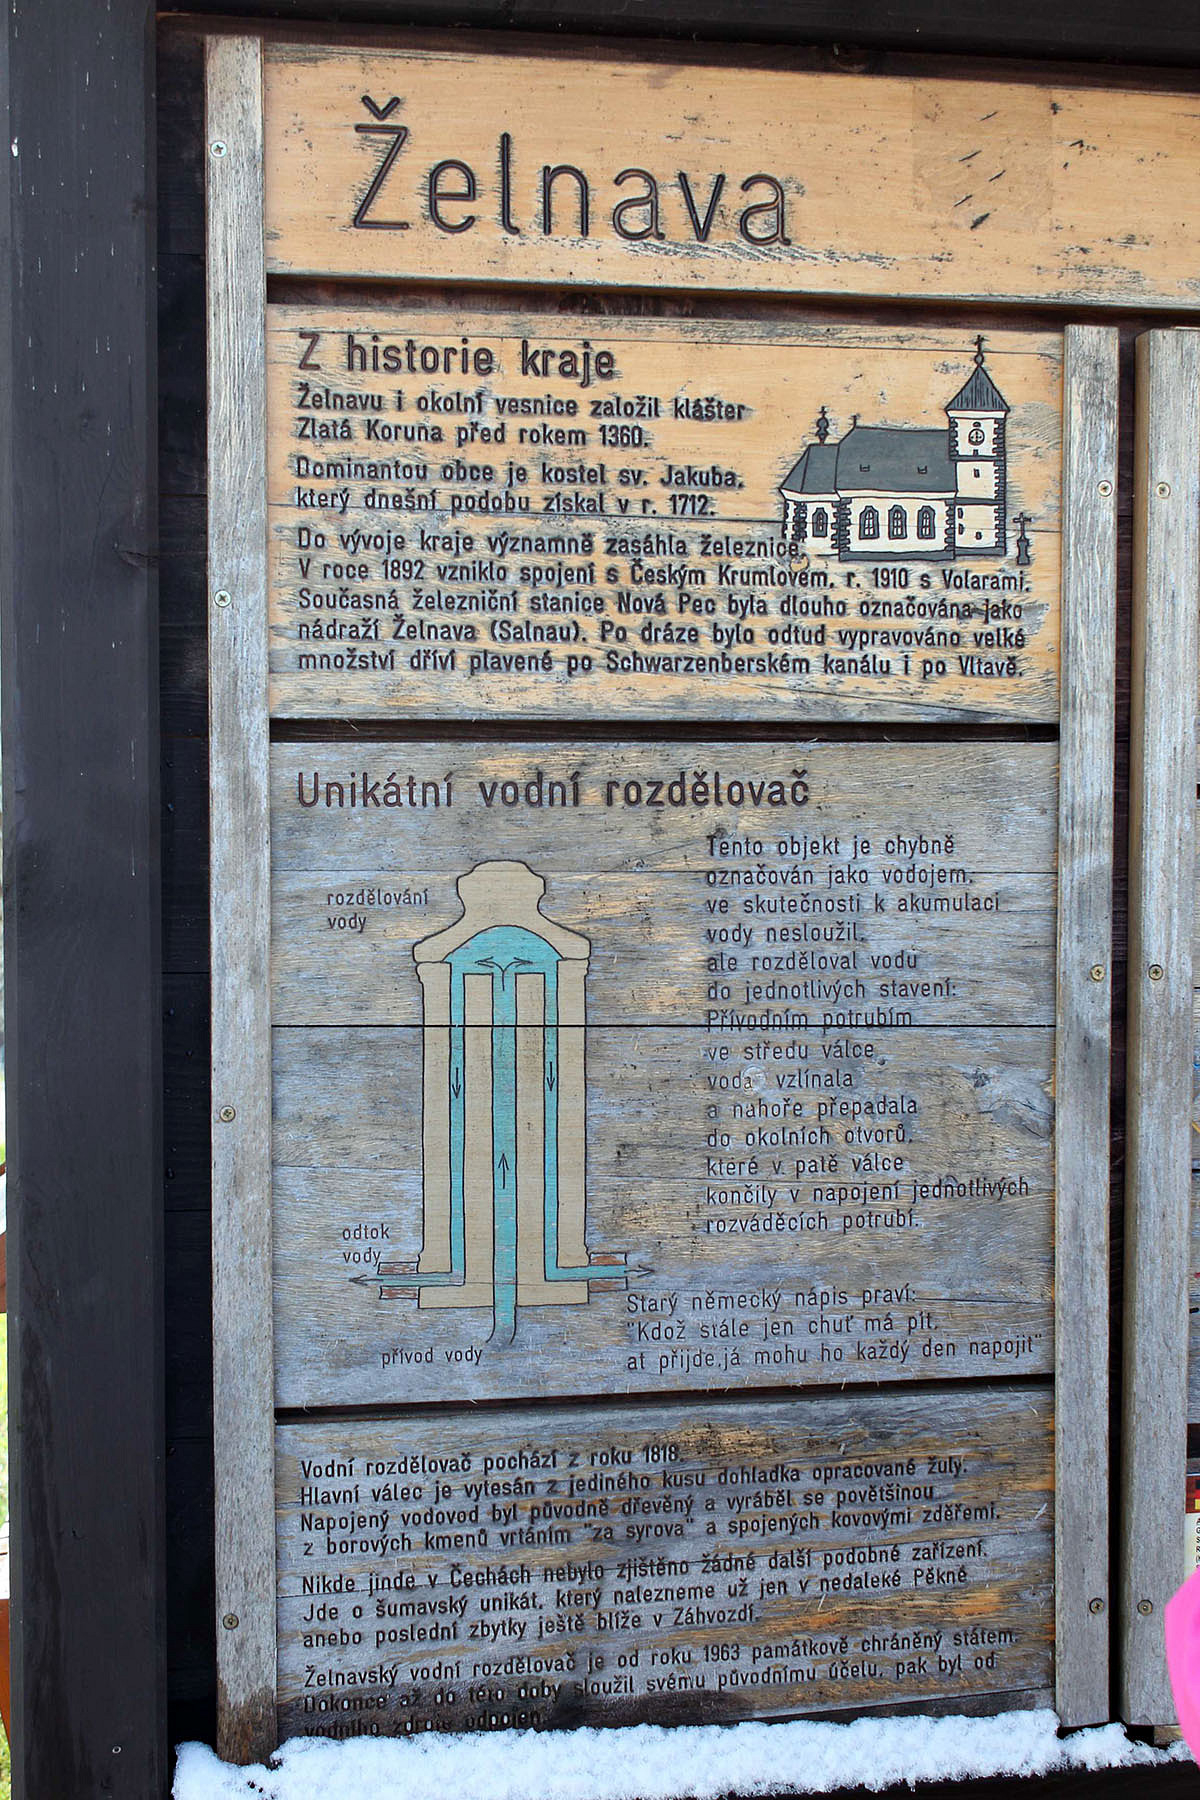 Želnava
Z historie kraje
Želnavu i okolní vesnice založil klášter
Zlatá Koruna před rokem 1360.
Dominantou obce je kostel sv. Jakuba,
který dnešní podobu získal v r. 1712.
Do vývoje kraje významně zasáhla železnice.
V roce 1892 vzniklo spojení s Českým Krumlovem, r. 1910 s Volarami.
Současná železniční stanice Nová Pec byla dlouho označována jako
nádraží Želnava (Salnau). Po dráze bylo odtud vypravováno velké
množství dříví plavené po Schwarzenberském kanálu i po Vltavě.
Unikátní vodní rozdělovač
rozdělování
vody
odtok
vody
přívod vody
Tento objekt je chybně
označován jako vodojem,
ve skutečnosti k akumulaci
vody nesloužil,
ale rozděloval vodu
do jednotlivých stavení:
Přívodním potrubím
ve středu válce
voda vzlínala
a nahoře přepadala
do okolních otvorů,
které v patě válce
končily v napojení jednotlivých
rozváděcích potrubí.
Starý německý nápis praví:
"Kdož stále jen chuť má pít,
at přijde,já mohu ho každý den napojit"
Vodní rozdělovač pochází z roku 1818.
Hlavní válec je vytesán z jediného kusu dohladka opracované žuly.
Napojený vodovod byl původně dřevěný a vyráběl se povětšinou
z borových kmenů vrtáním "za syrova" a spojených kovovými zděřemi.
Nikde jinde v Čechách nebylo zjištěno žádné další podobné zařízení.
Jde o šumavský unikát, který nalezneme už jen v nedaleké Pěkné
anebo poslední zbytky ještě blíže v Záhvozdí.
Želnavský vodní rozdělovač je od roku 1963 památkově chráněný státem.
Dokonce až do této doby sloužil svému původnímu účelu, pak byl od
vodního zdroje odpojen.